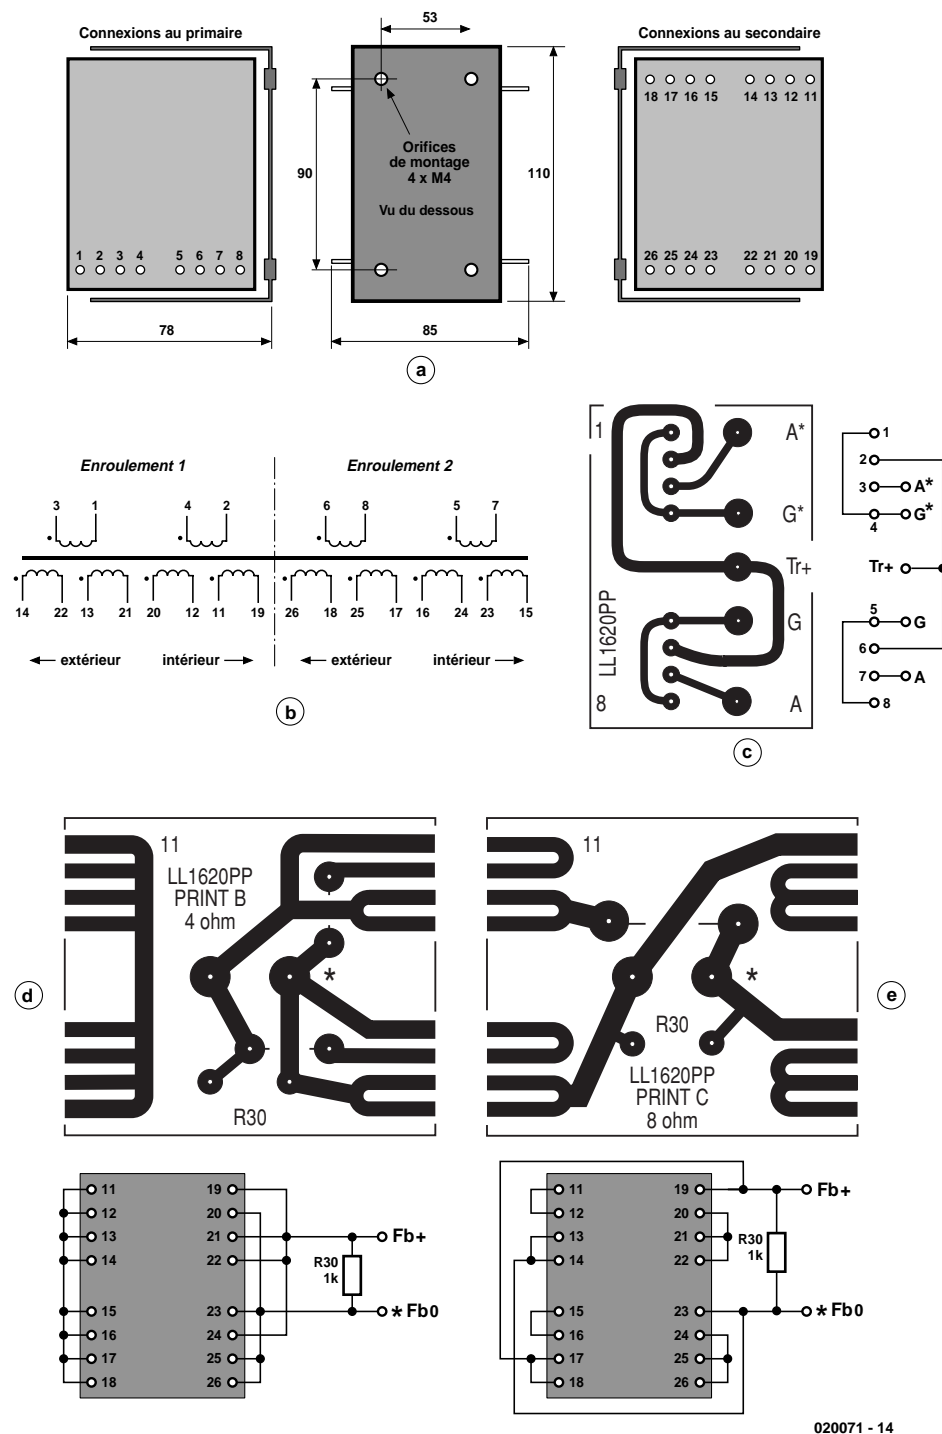 Connexions au primaire
53
Connexions au secondaire
18 17 16 15 14 13 12 11
Orifices
de montage
4 x M4
90
110
Vu du dessous
1 2 3 4 5 6 7 8
26 25 24 23 22 21 20 19
78
85
a
Enroulement 1
Enroulement 2
3 1 4 2 6 8 5 7
14 22 13 21 20 12 11 19 26 18 25 17 16 24 23 15
extérieur
intérieur
extérieur
intérieur
b
1
A*
G*
Tr+
G
LL1620PP
8
A
1
2
3
A*
4
G*
Tr+
5
G
6
7
A
8
c
11
LL1620PP
PRINT B
4 ohm
*
R30
d
11
*
R30
LL1620PP
PRINT C
8 ohm
e
11 19
12 20
13 21
14 22
15 23
16 24
17 25
18 26
Fb+
R30
1k
* Fb0
11 19
12 20
13 21
14 22
15 23
16 24
17 25
18 26
Fb+
R30
1k
* Fb0
020071 - 14